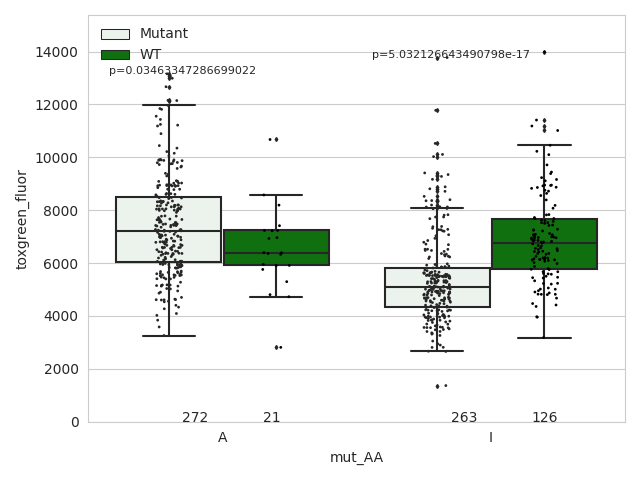 Mutant
WT
p=0.03463347286699022
p=5.032126643490798e-17
14000
12000
10000
8000
6000
4000
2000
0
toxgreen_fluor
272
21
263
126
A
I
mut_AA